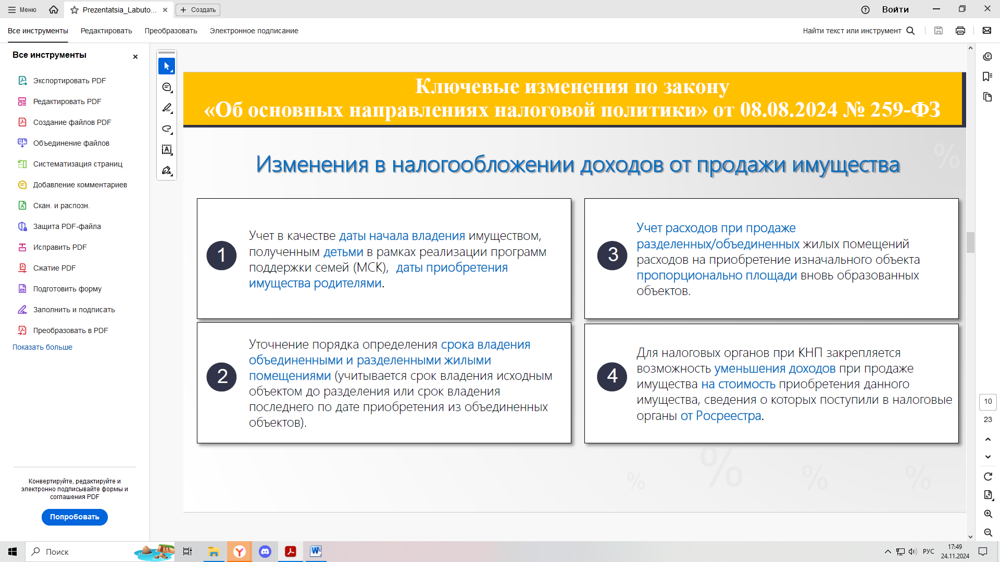 Меню
Prezentatsia_Labuto...
Создать
Войти
Все инструменты
Редактировать
Преобразовать
Электронное подписание
Найти текст или инструмент
Все инструменты
Экспортировать PDF
Редактировать PDF
Создание файлов PDF
Объединение файлов
Систематизация страниц
Добавление комментариев
Скан. и распозн.
Защита PDF-файла
Исправить PDF
Сжатие PDF
Подготовить форму
Заполнить и подписать
Преобразовать в PDF
Показать больше
Конвертируйте, редактируйте и
электронно подписывайте формы и
соглашения PDF
Попробовать
Ключевые изменения по закону
«Об основных направлениях налоговой политики» от 08.08.2024 № 259-ФЗ
Изменения в налогообложении доходов от продажи имущества
1
Учет в качестве даты начала владения имуществом,
полученным детьми в рамках реализации программ
поддержки семей (МСК), даты приобретения
имущества родителями.
2
Уточнение порядка определения срока владения
объединенными и разделенными жилыми
помещениями (учитывается срок владения исходным
объектом до разделения или срок владения
последнего по дате приобретения из объединенных
объектов).
3
Учет расходов при продаже
разделенных/объединенных жилых помещений
расходов на приобретение изначального объекта
пропорционально площади вновь образованных
объектов.
4
Для налоговых органов при КНП закрепляется
возможность уменьшения доходов при продаже
имущества на стоимость приобретения данного
имущества, сведения о которых поступили в налоговые
органы от Росреестра.
%
% % % %
10
23
Поиск
РУС
17:49
24.11.2024